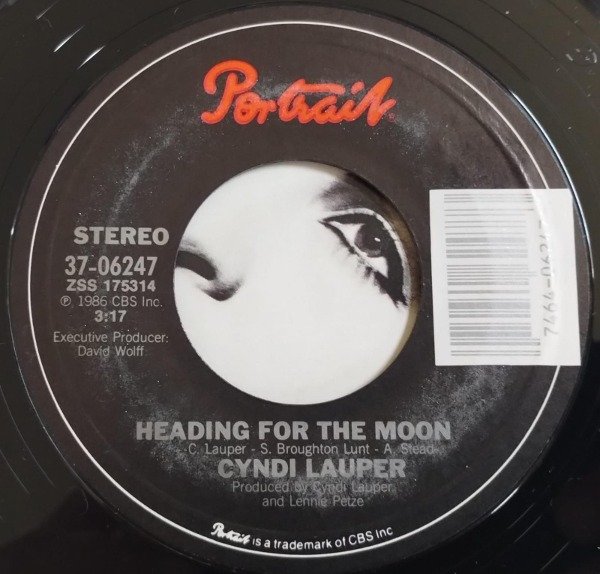 Portrait
STEREO
37-06247
ZSS 175314
℗ 1986 CBS Inc.
3:17
Executive Producer:
David Wolff
HEADING FOR THE MOON
C. Lauper - S. Broughton Lunt - A. Stead
CYNDI LAUPER
Produced by Cyndi Lauper
and Lennie Petze
Portrait is a trademark of CBS Inc